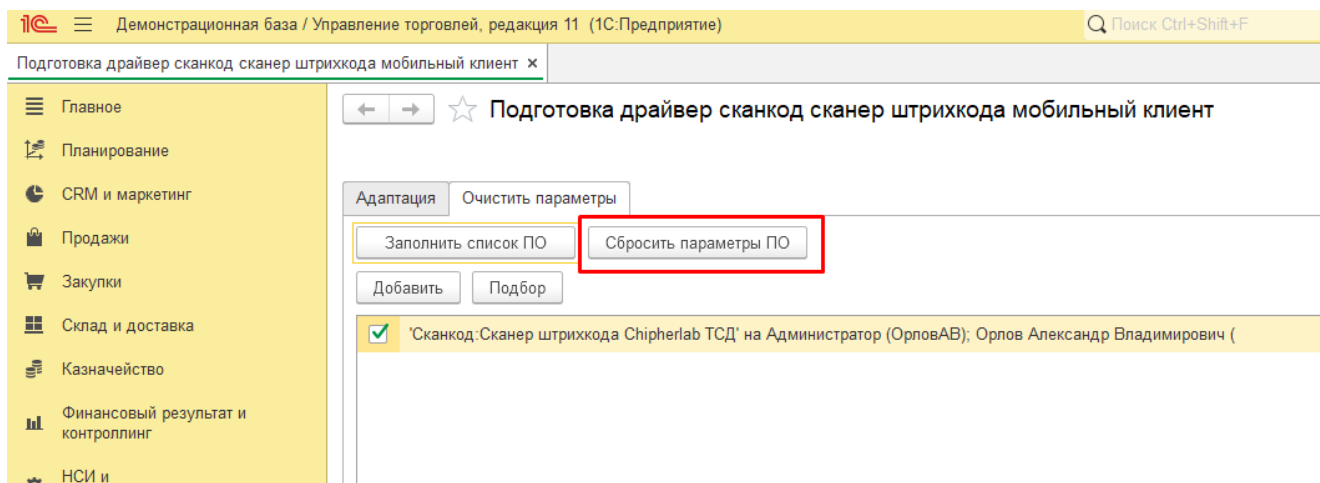 1С Демонстрационная база / Управление торговлей, редакция 11 (1С:Предприятие) Поиск Ctrl+Shift+F
Подготовка драйвер сканкод сканер штрихкода мобильный клиент ×
Главное
Планирование
CRM и маркетинг
Продажи
Закупки
Склад и доставка
Казначейство
Финансовый результат и
контроллинг
НСИ и
Подготовка драйвер сканкод сканер штрихкода мобильный клиент
Адаптация Очистить параметры
Заполнить список ПО Сбросить параметры ПО
Добавить Подбор
'Сканкод:Сканер штрихкода Chipherlab ТСД' на Администратор (ОрловАВ); Орлов Александр Владимирович (